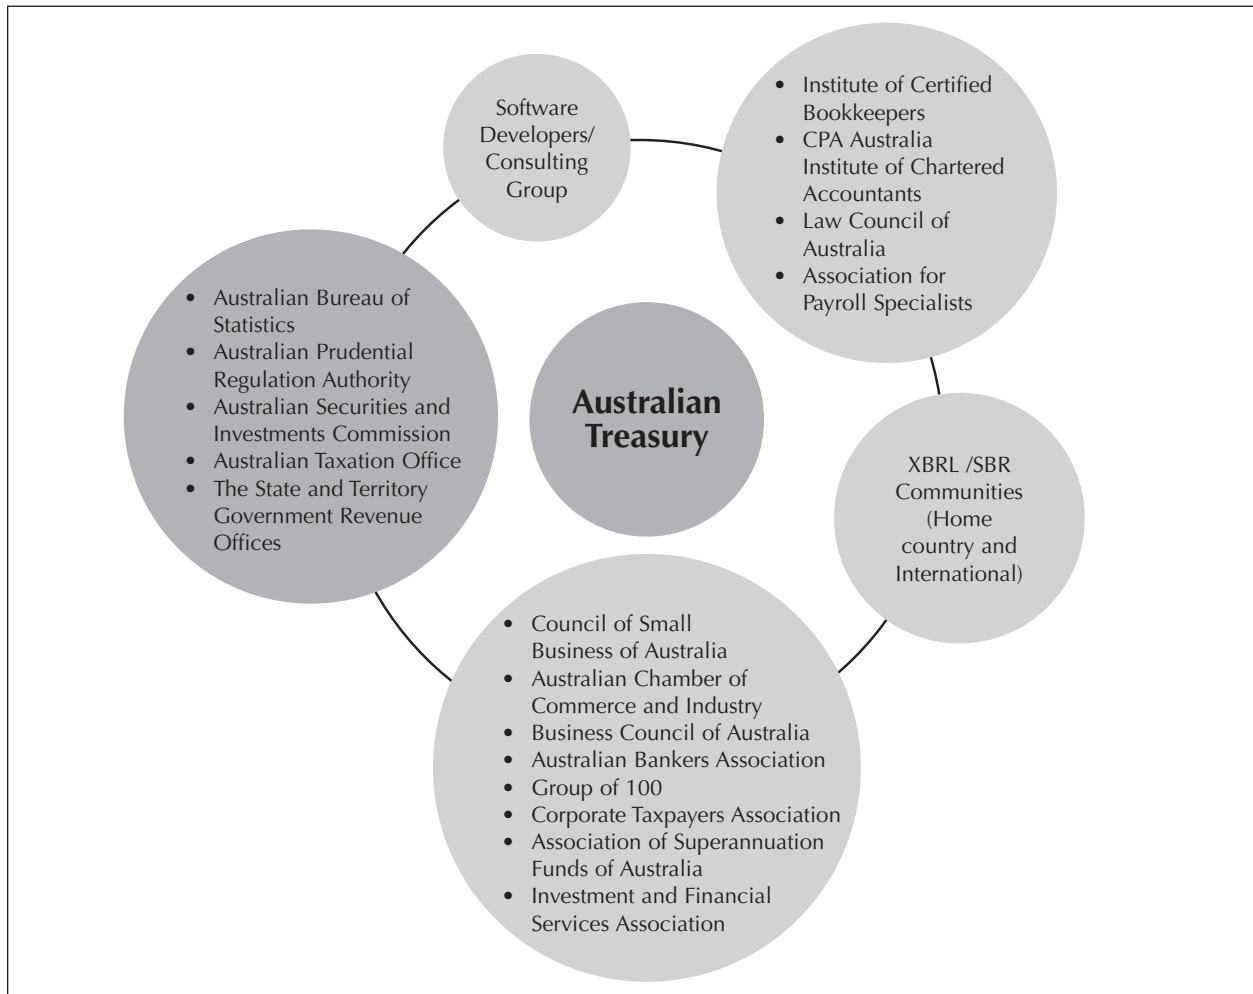 Software
Developers/
Consulting
Group
• Institute of Certified
Bookkeepers
• CPA Australia
Institute of Chartered
Accountants
• Law Council of
Australia
• Association for
Payroll Specialists
• Australian Bureau of
Statistics
• Australian Prudential
Regulation Authority
• Australian Securities and
Investments Commission
• Australian Taxation Office
• The State and Territory
Government Revenue
Offices
Australian
Treasury
XBRL /SBR
Communities
(Home
country and
International)
• Council of Small
Business of Australia
• Australian Chamber of
Commerce and Industry
• Business Council of Australia
• Australian Bankers Association
• Group of 100
• Corporate Taxpayers Association
• Association of Superannuation
Funds of Australia
• Investment and Financial
Services Association